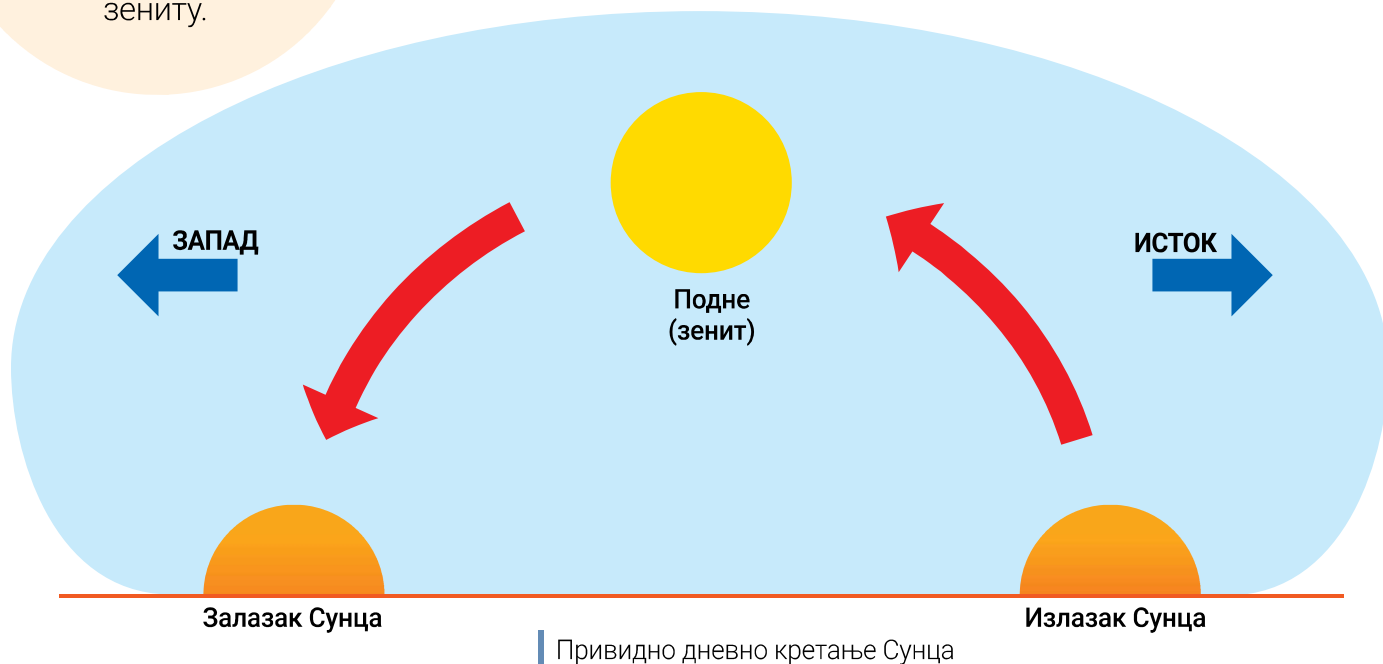 зениту.
ЗАПАД
ИСТОК
Подне
(зенит)
Залазак Сунца
Излазак Сунца
Привидно дневно кретање Сунца